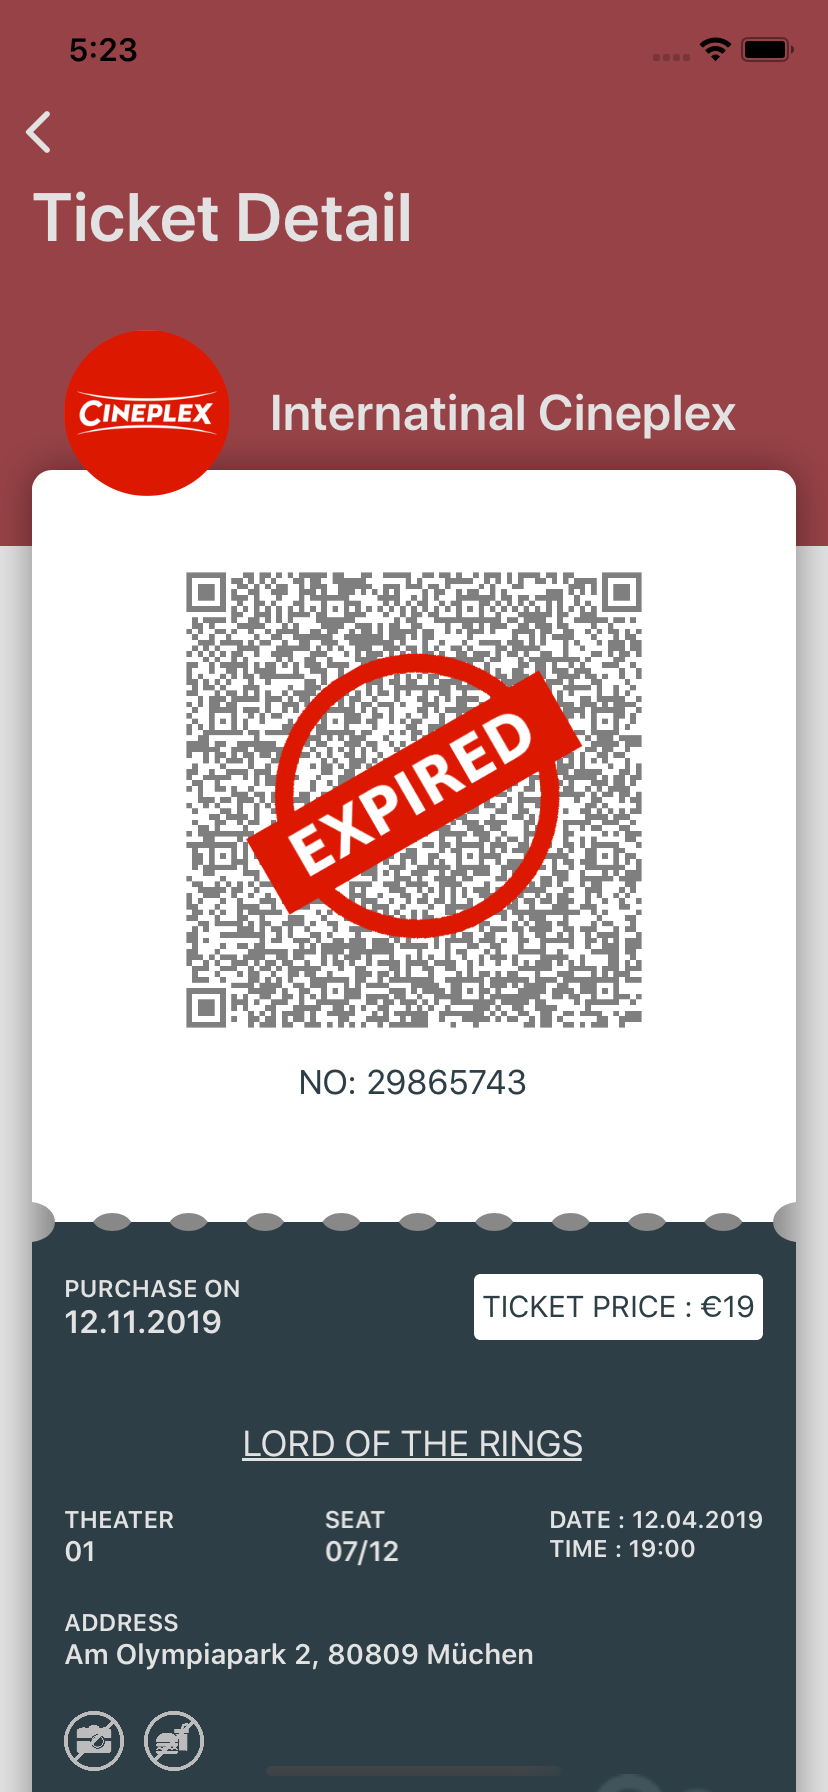 5:23
Ticket Detail
CINEPLEX
Internatinal Cineplex
EXPIRED
NO: 29865743
PURCHASE ON
12.11.2019
TICKET PRICE : €19
LORD OF THE RINGS
THEATER
01
SEAT
07/12
DATE : 12.04.2019
TIME : 19:00
ADDRESS
Am Olympiapark 2, 80809 Müchen